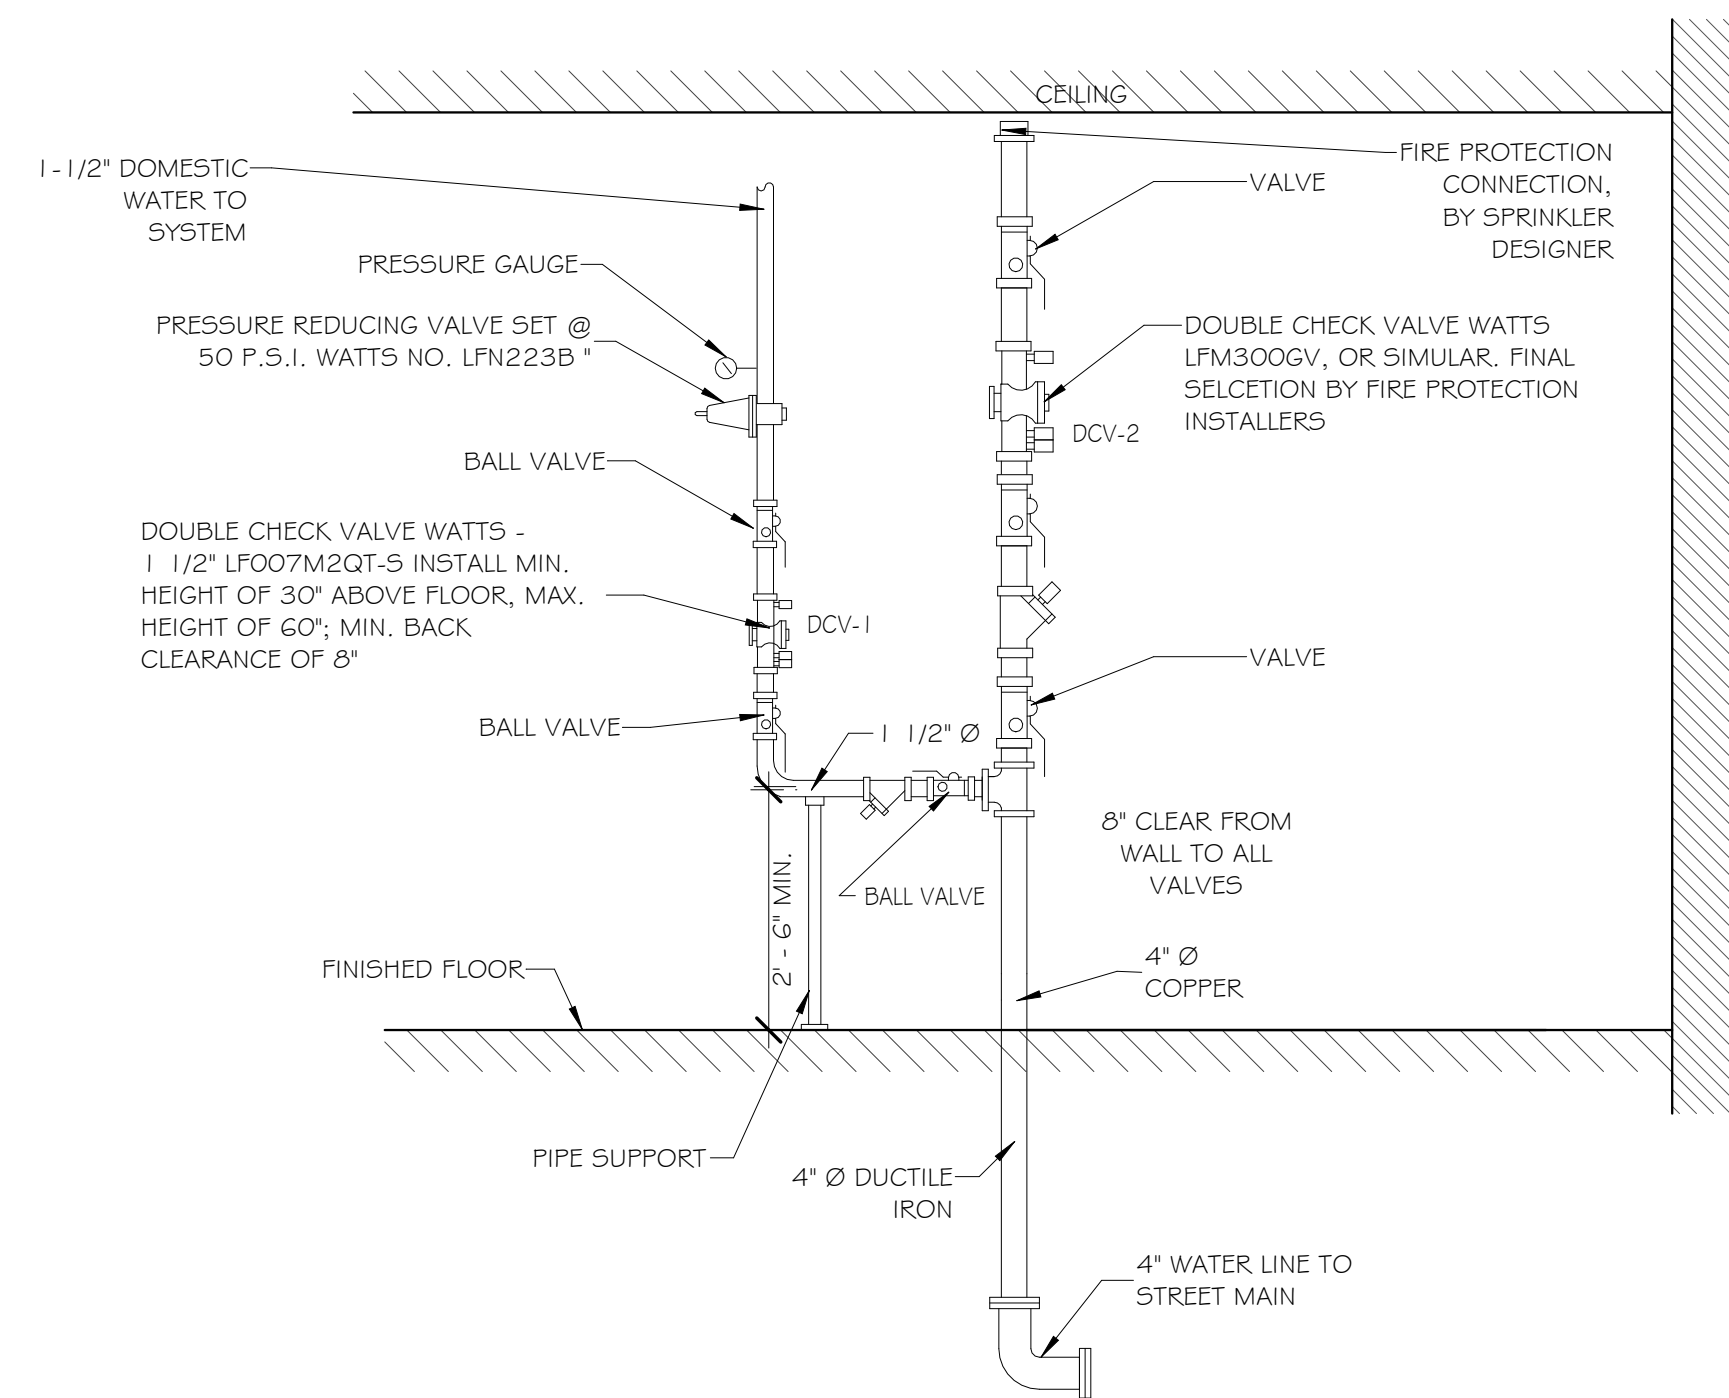 CEILING
1-1/2" DOMESTIC
WATER TO
SYSTEM
FIRE PROTECTION
CONNECTION,
BY SPRINKLER
DESIGNER
VALVE
PRESSURE GAUGE
PRESSURE REDUCING VALVE SET @
50 P.S.I. WATTS NO. LFN223B "
DOUBLE CHECK VALVE WATTS
LFM300GV, OR SIMULAR. FINAL
SELCETION BY FIRE PROTECTION
INSTALLERS
DCV-2
BALL VALVE
DOUBLE CHECK VALVE WATTS -
1 1/2" LF007M2QT-S INSTALL MIN.
HEIGHT OF 30" ABOVE FLOOR, MAX.
HEIGHT OF 60"; MIN. BACK
CLEARANCE OF 8"
DCV-1
VALVE
BALL VALVE
1 1/2" Ø
8" CLEAR FROM
WALL TO ALL
VALVES
BALL VALVE
2' - 6" MIN.
FINISHED FLOOR
4" Ø
COPPER
PIPE SUPPORT
4" Ø DUCTILE
IRON
4" WATER LINE TO
STREET MAIN